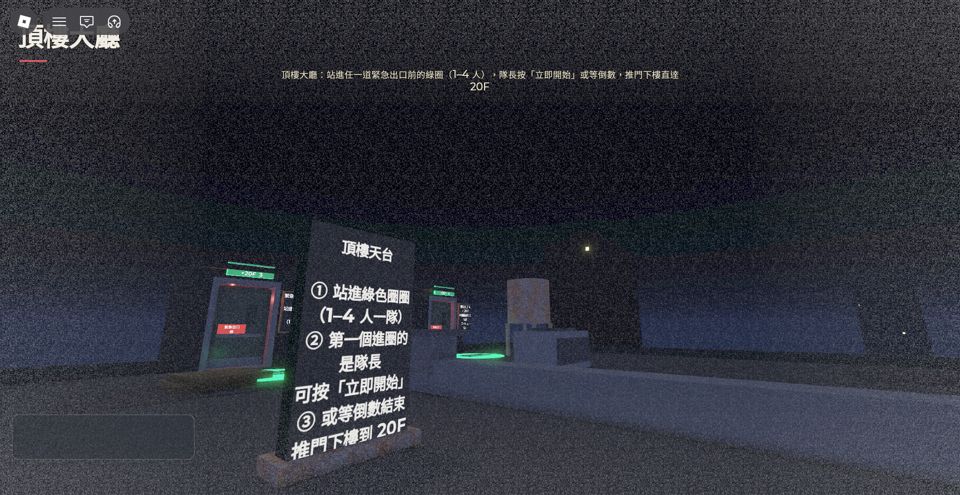 頂樓大廳
頂樓大廳：站進任一道緊急出口前的綠圈（1–4 人），隊長按「立即開始」或等倒數，推門下樓直達
20F
頂樓天台
① 站進綠色圈圈
（1–4 人一隊）
② 第一個進圈的
是隊長
可按「立即開始」
③ 或等倒數結束
推門下樓到 20F